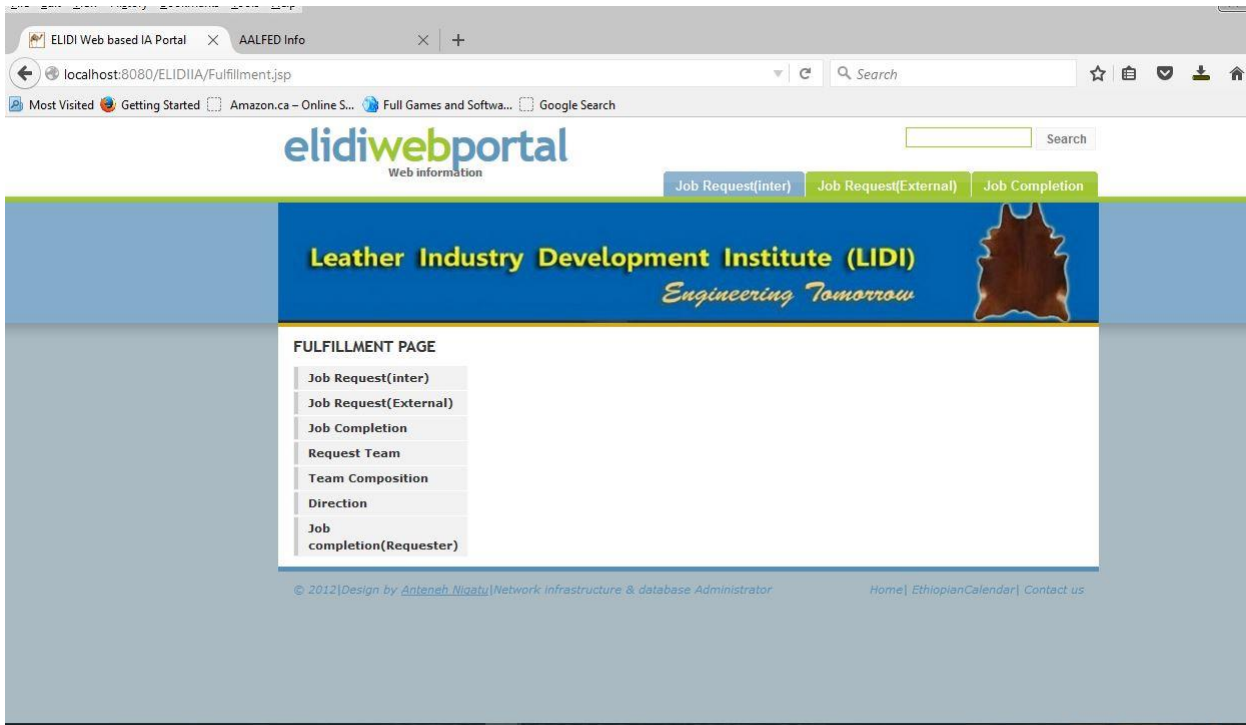 ELIDI Web based IA Portal
AALFED Info
localhost:8080/ELIDIIA/Fulfillment.jsp
Search
Most Visited Getting Started Amazon.ca – Online S... Full Games and Softwa... Google Search
elidiwebportal
Web information
Search
Job Request(inter) Job Request(External) Job Completion
Leather Industry Development Institute (LIDI)
Engineering Tomorrow
FULFILLMENT PAGE
Job Request(inter)
Job Request(External)
Job Completion
Request Team
Team Composition
Direction
Job
completion(Requester)
© 2012|Design by Anteneh Nigatu|Network infrastructure & database Administrator
Home| EthiopianCalendar| Contact us